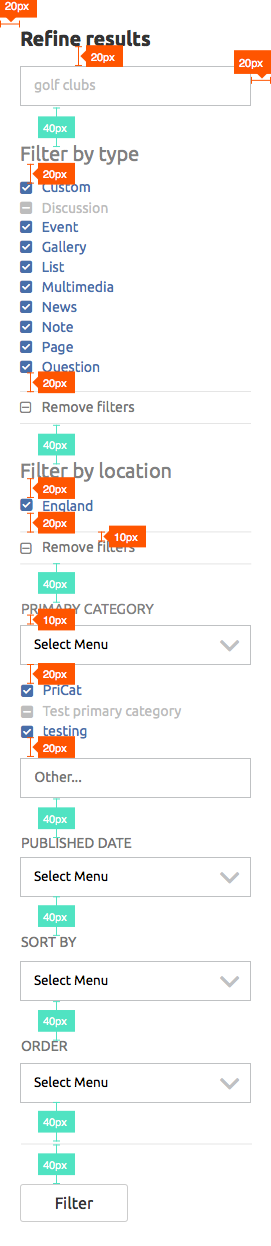 20px
Refine results
20px
20px
golf clubs
40px
Filter by type
20px
Custom
Discussion
Event
Gallery
List
Multimedia
News
Note
Page
Question
20px
Remove filters
40px
Filter by location
20px
England
20px
10px
Remove filters
40px
PRIMARY CATEGORY
10px
Select Menu
20px
PriCat
Test primary category
testing
20px
Other...
40px
PUBLISHED DATE
Select Menu
40px
SORT BY
Select Menu
40px
ORDER
Select Menu
40px
40px
Filter